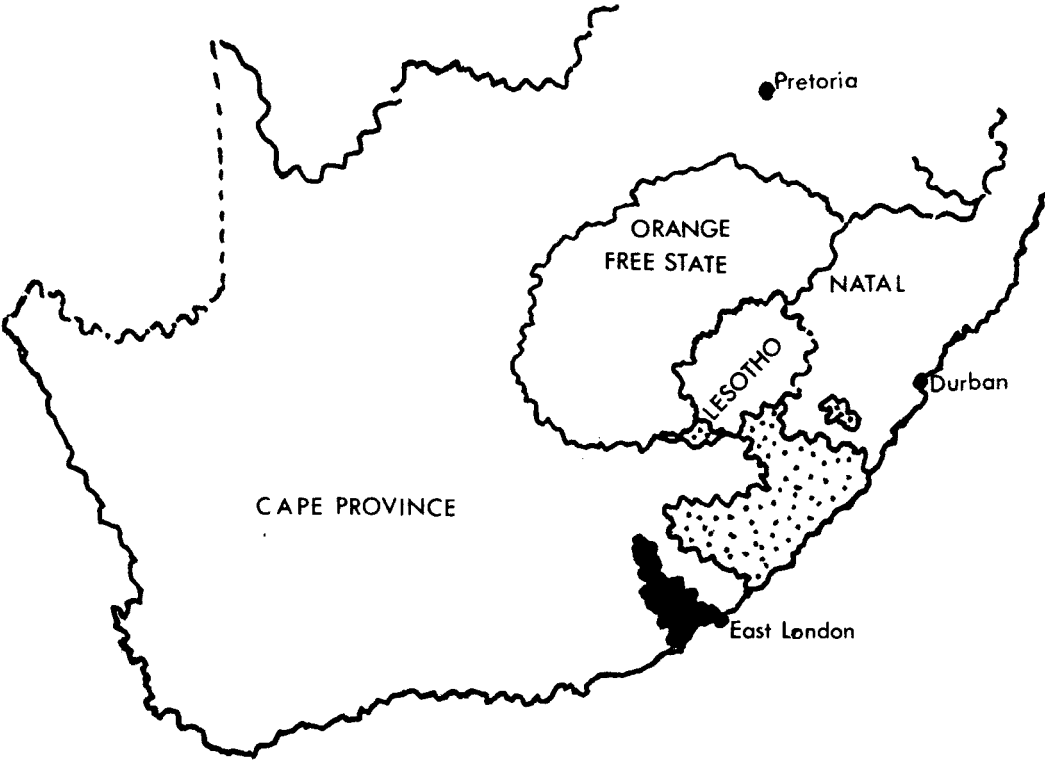 Pretoria
ORANGE
FREE STATE
NATAL
LESOTHO
Durban
CAPE PROVINCE
East London